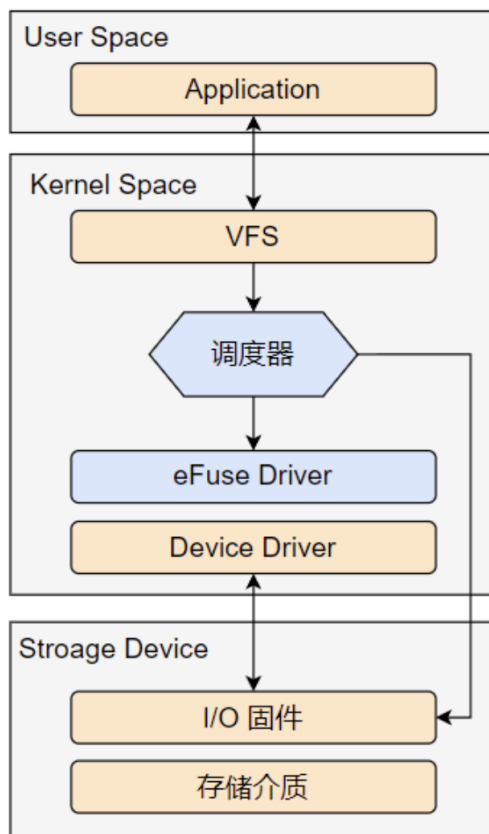 User Space
Application
Kernel Space
VFS
调度器
eFuse Driver
Device Driver
Stroage Device
I/O 固件
存储介质